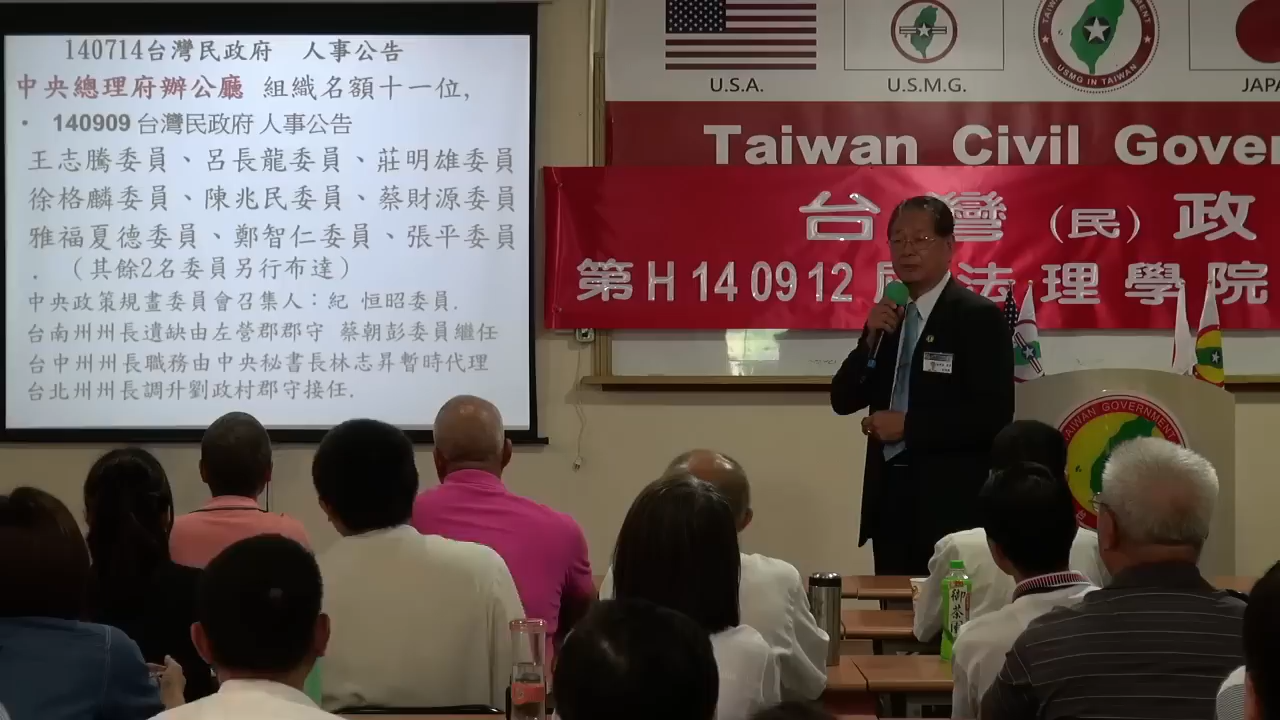 140714台灣民政府 人事公告
中央總理府辦公廳 組織名額十一位,
• 140909 台灣民政府 人事公告
王志騰委員、呂長龍委員、莊明雄委員
徐格麟委員、陳兆民委員、蔡財源委員
雅福夏德委員、鄭智仁委員、張平委員
. （其餘2名委員另行布達）
中央政策規畫委員會召集人：紀 恒昭委員.
台南州州長遺缺由左營郡郡守 蔡朝彭委員繼任
台中州州長職務由中央秘書長林志昇暫時代理
台北州州長調升劉政村郡守接任.
U.S.A.
U.S.M.G.
USMG IN TAIWAN
JAPA
Taiwan Civil Gover
台灣（民）政
第H 14 09 12 屆 法理學院
TAIWAN GOVERNMENT
御茶園